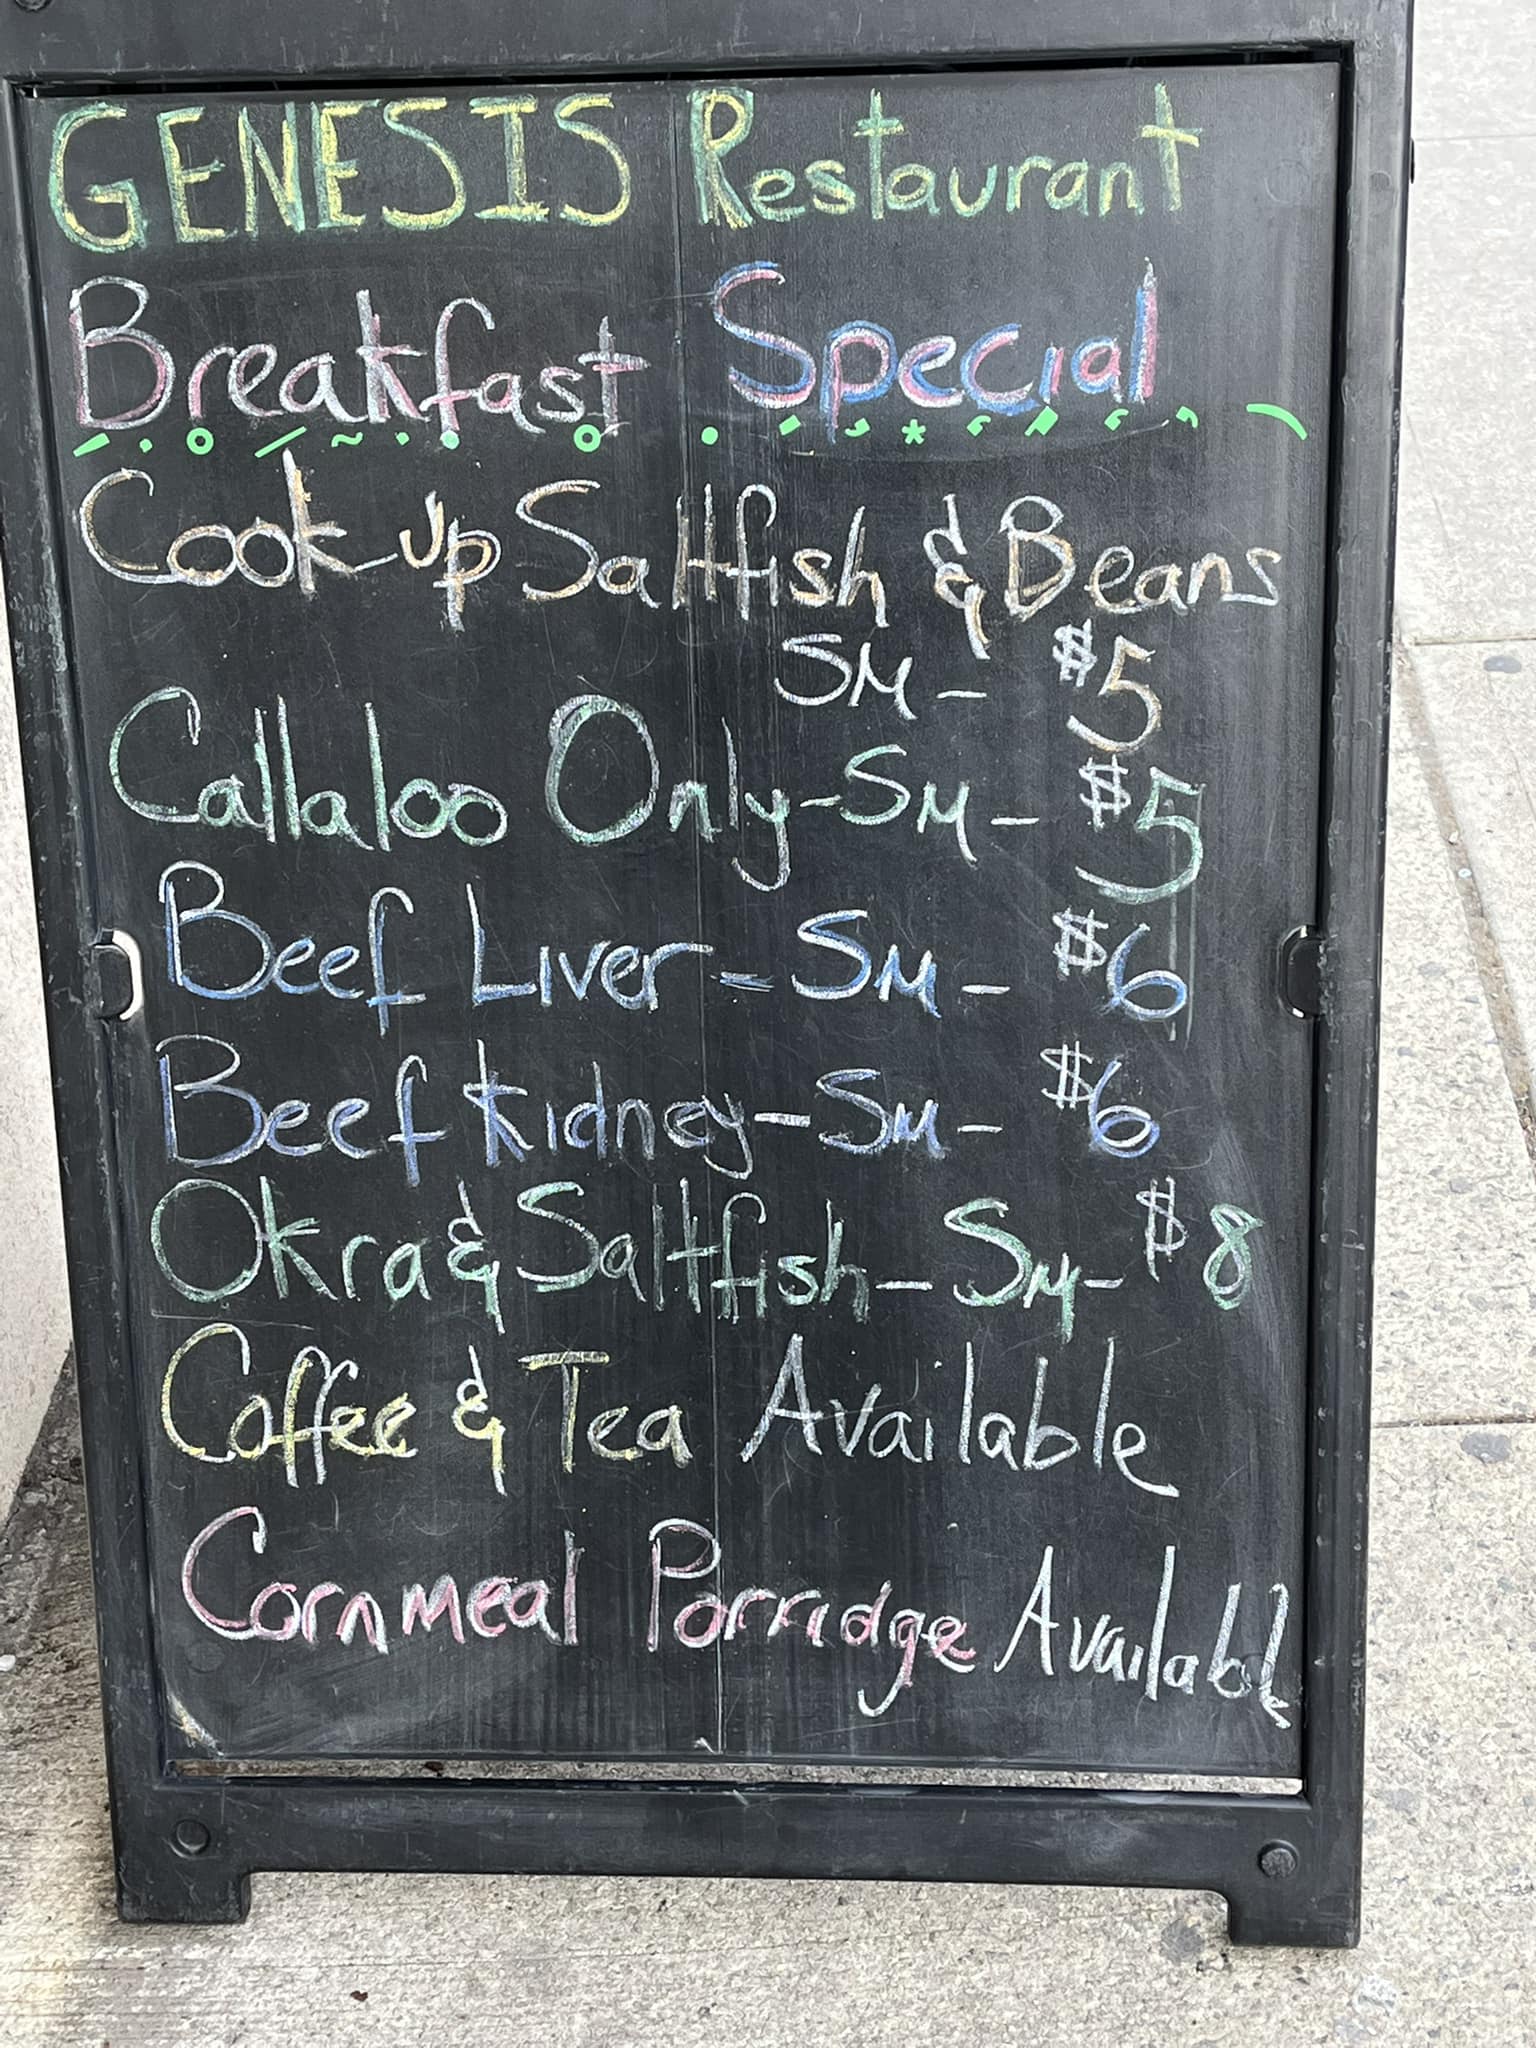 GENESIS Restaurant
Breakfast Special
Cook-up Saltfish & Beans
SM - $5
Callaloo Only - SM - $5
Beef Liver - SM - $6
Beef Kidney - SM - $6
Okra & Saltfish - SM - $8
Coffee & Tea Available
Cornmeal Porridge Available